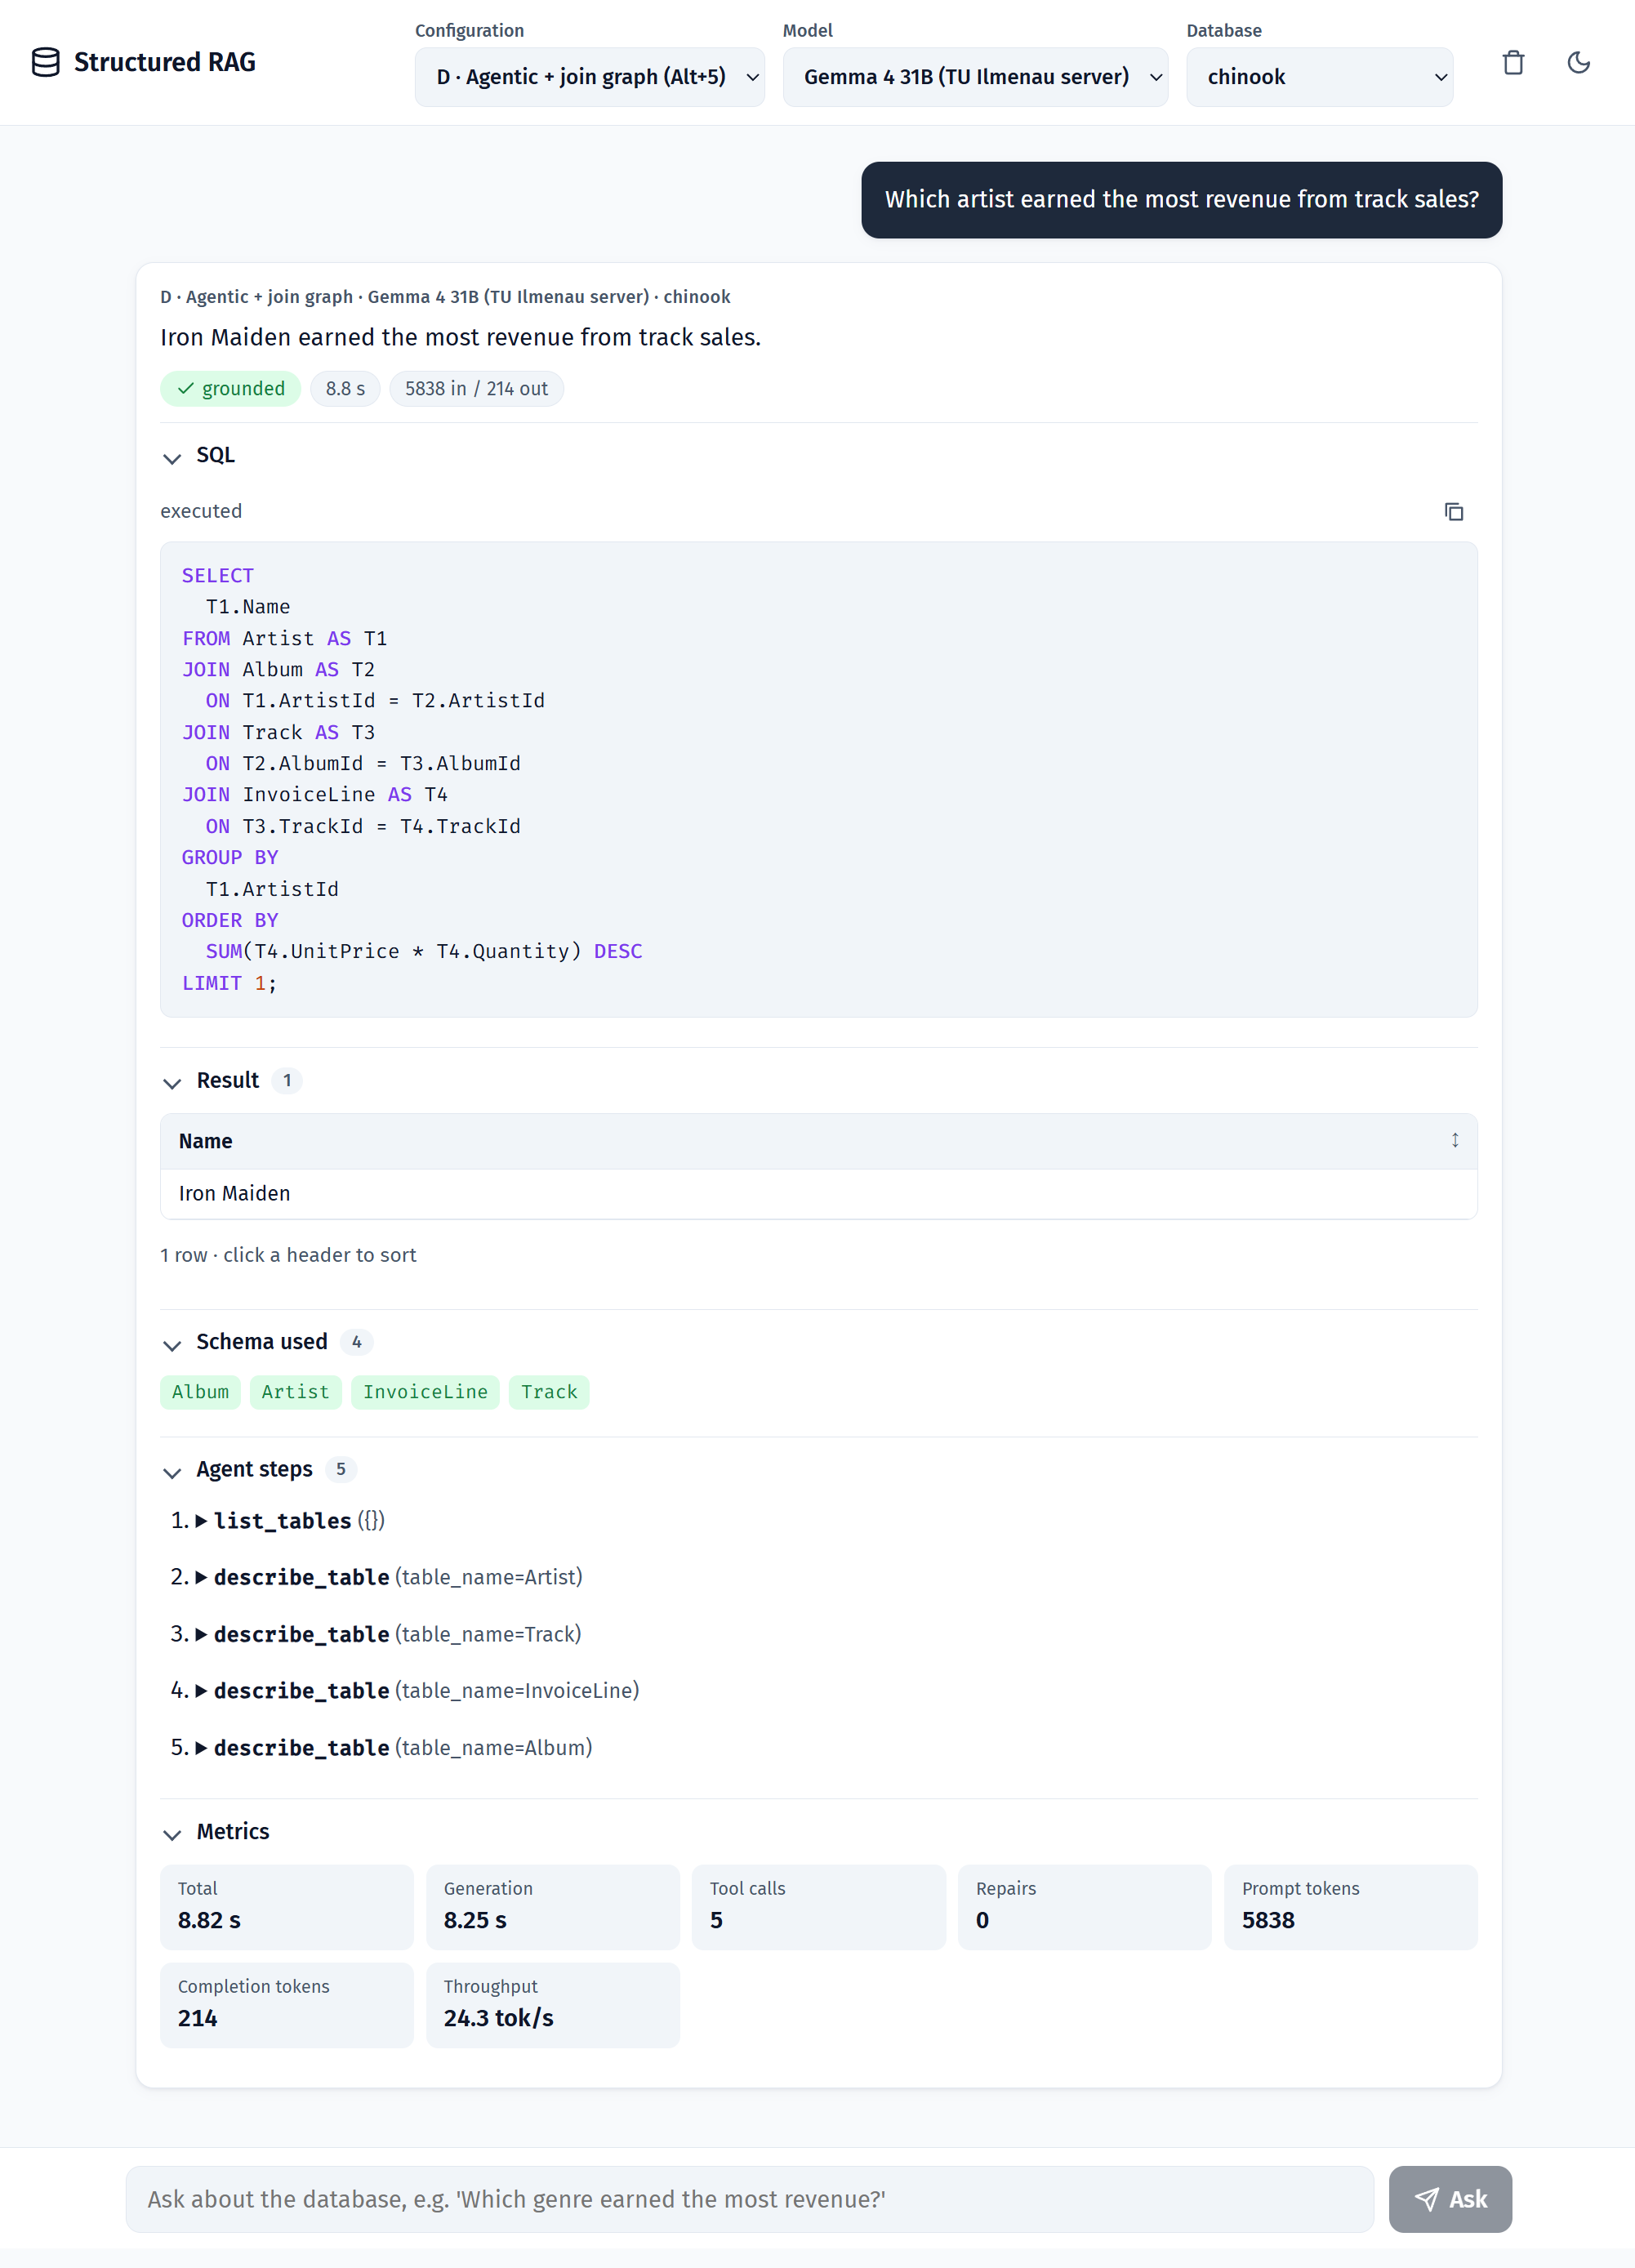 Structured RAG
Configuration
D · Agentic + join graph (Alt+5)
Model
Gemma 4 31B (TU Ilmenau server)
Database
chinook
Which artist earned the most revenue from track sales?
D · Agentic + join graph · Gemma 4 31B (TU Ilmenau server) · chinook
Iron Maiden earned the most revenue from track sales.
grounded
8.8 s
5838 in / 214 out
SQL
executed
SELECT
  T1.Name
FROM Artist AS T1
JOIN Album AS T2
  ON T1.ArtistId = T2.ArtistId
JOIN Track AS T3
  ON T2.AlbumId = T3.AlbumId
JOIN InvoiceLine AS T4
  ON T3.TrackId = T4.TrackId
GROUP BY
  T1.ArtistId
ORDER BY
  SUM(T4.UnitPrice * T4.Quantity) DESC
LIMIT 1;
Result 1
Name ↕
Iron Maiden
1 row · click a header to sort
Schema used 4
Album Artist InvoiceLine Track
Agent steps 5
1. ▶ list_tables ({})
2. ▶ describe_table (table_name=Artist)
3. ▶ describe_table (table_name=Track)
4. ▶ describe_table (table_name=InvoiceLine)
5. ▶ describe_table (table_name=Album)
Metrics
Total
8.82 s
Generation
8.25 s
Tool calls
5
Repairs
0
Prompt tokens
5838
Completion tokens
214
Throughput
24.3 tok/s
Ask about the database, e.g. 'Which genre earned the most revenue?'
Ask